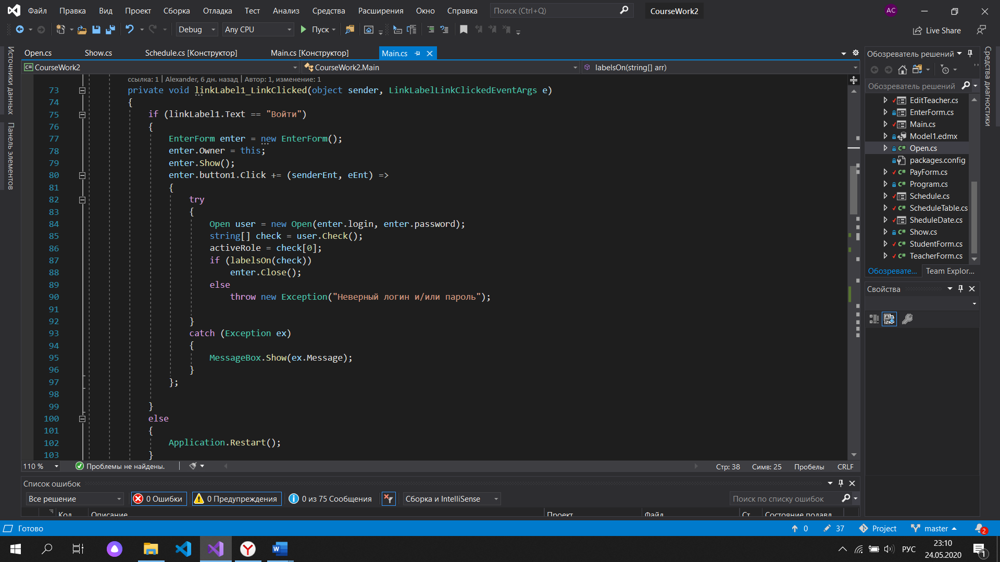 Файл Правка Вид Проект Сборка Отладка Тест Анализ Средства Расширения Окно Справка Поиск (Ctrl+Q) CourseWork2 AC
Debug Any CPU Пуск Live Share
Источники данных
Панель элементов
Open.cs Show.cs Schedule.cs [Конструктор] Main.cs [Конструктор] Main.cs
C# CourseWork2 CourseWork2.Main labelsOn(string[] arr)
ссылка: 1 | Alexander, 6 дн. назад | Автор: 1, изменение: 1
73 private void linkLabel1_LinkClicked(object sender, LinkLabelLinkClickedEventArgs e)
74 {
75 if (linkLabel1.Text == "Войти")
76 {
77 EnterForm enter = new EnterForm();
78 enter.Owner = this;
79 enter.Show();
80 enter.button1.Click += (senderEnt, eEnt) =>
81 {
82 try
83 {
84 Open user = new Open(enter.login, enter.password);
85 string[] check = user.Check();
86 activeRole = check[0];
87 if (labelsOn(check))
88 enter.Close();
89 else
90 throw new Exception("Неверный логин и/или пароль");
91
92 }
93 catch (Exception ex)
94 {
95 MessageBox.Show(ex.Message);
96 }
97 };
98
99 }
100 else
101 {
102 Application.Restart();
103 }
110 % Проблемы не найдены. Стр: 38 Симв: 25 Пробелы CRLF
Список ошибок
Все решение 0 Ошибки 0 Предупреждения 0 из 75 Сообщения Сборка и IntelliSense Поиск по списку ошибок
Код Описание Проект Файл Ст Состояние подавл
Обозреватель решений
Обозреватель решений
EditTeacher.cs
EnterForm.cs
Main.cs
Model1.edmx
C# Open.cs
packages.config
C# PayForm.cs
C# Program.cs
Schedule.cs
C# ScheduleTable.cs
SheduleDate.cs
C# Show.cs
C# StudentForm.cs
C# TeacherForm.cs
Обозревате... Team Explor...
Свойства
Средства диагностики
Готово 0 37 Project master 2
W РУС 23:10
24.05.2020 1